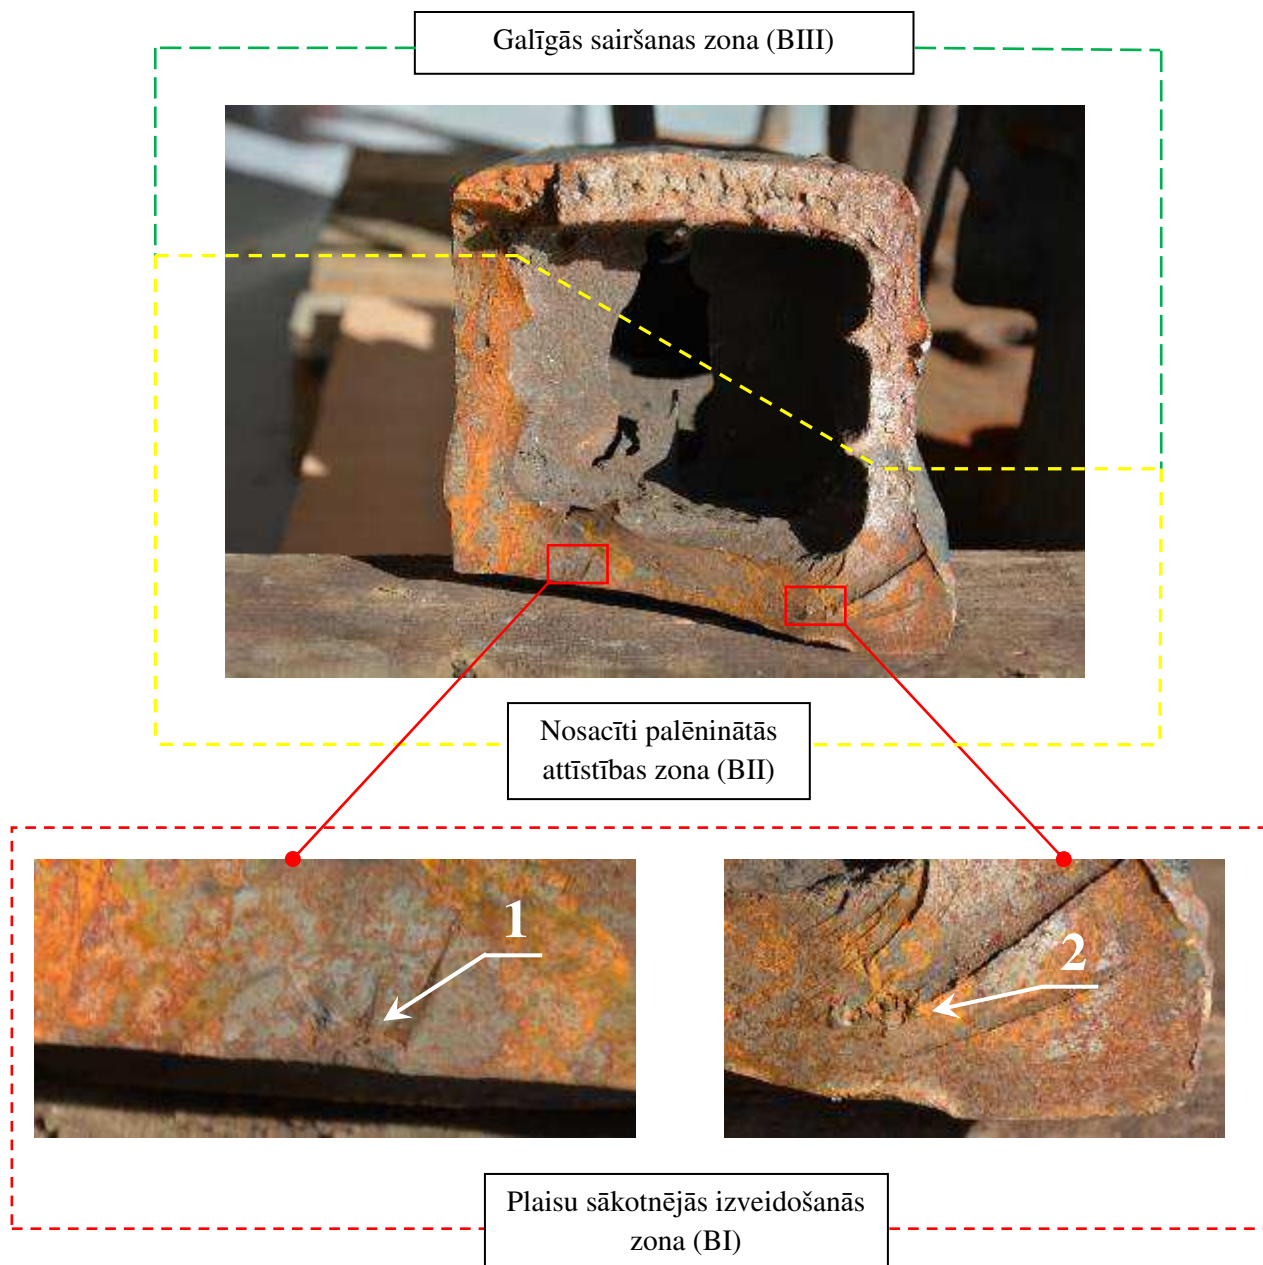 Galīgās sairšanas zona (BIII)
Nosacīti palēninātās
attīstības zona (BII)
1
2
Plaisu sākotnējās izveidošanās
zona (BI)